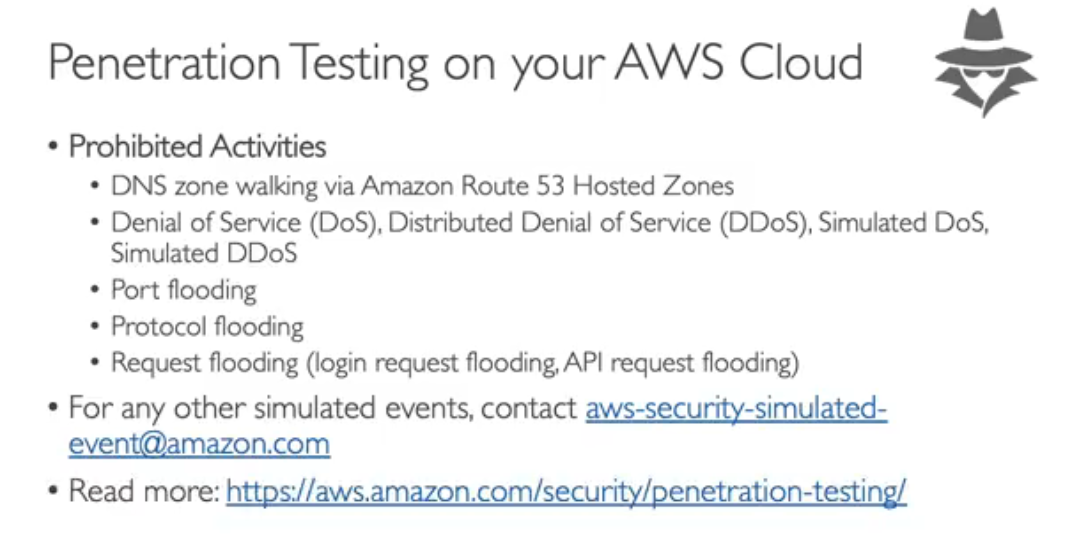 Penetration Testing on your AWS Cloud
• Prohibited Activities
• DNS zone walking via Amazon Route 53 Hosted Zones
• Denial of Service (DoS), Distributed Denial of Service (DDoS), Simulated DoS,
Simulated DDoS
• Port flooding
• Protocol flooding
• Request flooding (login request flooding, API request flooding)
• For any other simulated events, contact aws-security-simulated-
event@amazon.com
• Read more: https://aws.amazon.com/security/penetration-testing/